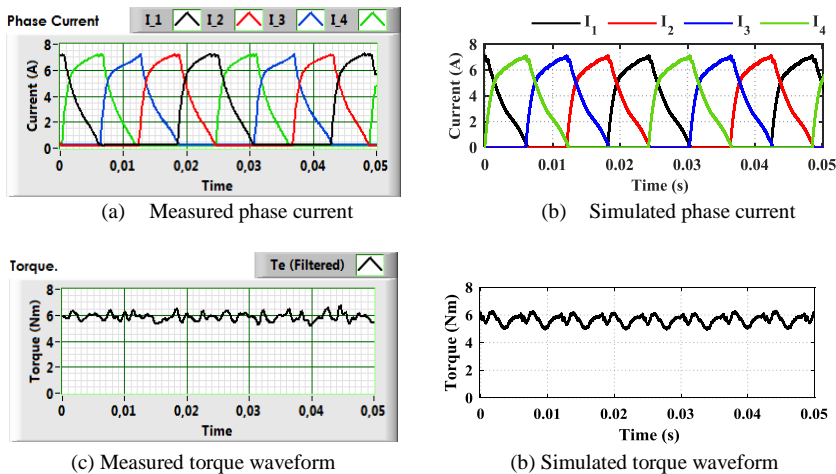 Phase Current I_1 I_2 I_3 I_4
8
6
4
2
0
Current (A)
0 0,01 0,02 0,03 0,04 0,05
Time
(a) Measured phase current
I1 I2 I3 I4
8
6
4
2
0
Current (A)
0 0.01 0.02 0.03 0.04 0.05
Time (s)
(b) Simulated phase current
Torque. Te (Filtered)
8
6
4
2
0
Torque (Nm)
0 0,01 0,02 0,03 0,04 0,05
Time
(c) Measured torque waveform
8
6
4
2
0
Torque (Nm)
0 0.01 0.02 0.03 0.04 0.05
Time (s)
(b) Simulated torque waveform